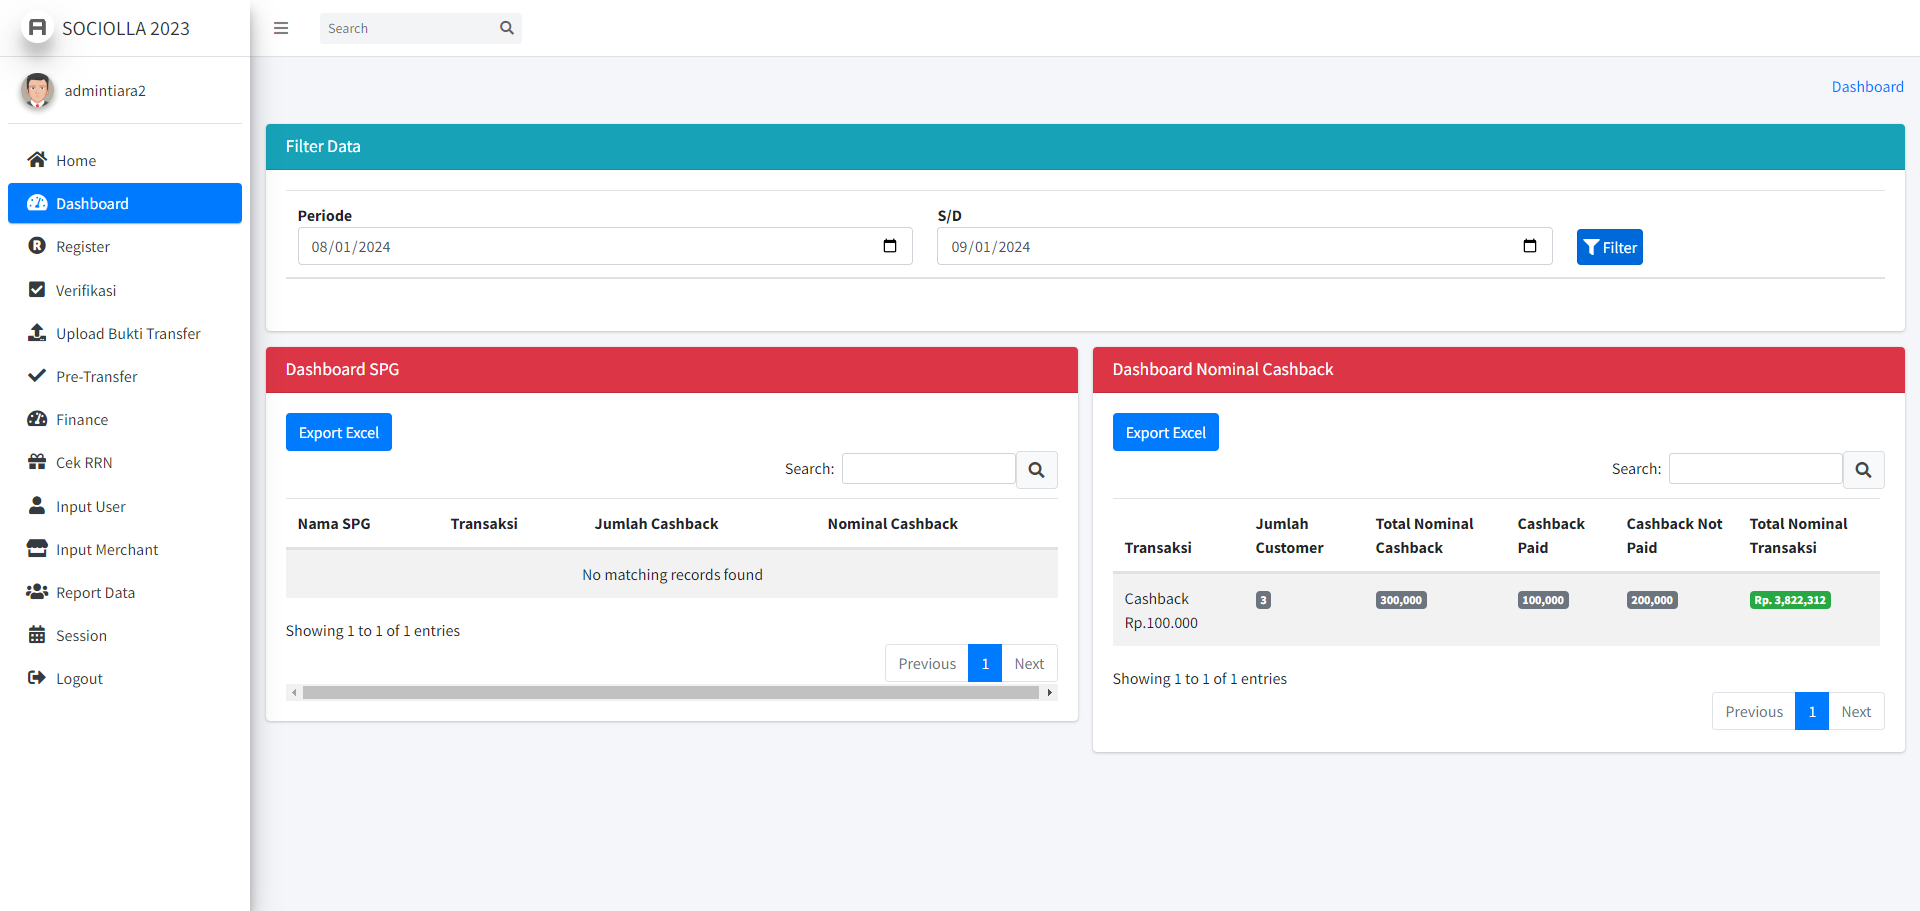 SOCIOLLA 2023
Search
admintiara2
Home
Dashboard
Register
Verifikasi
Upload Bukti Transfer
Pre-Transfer
Finance
Cek RRN
Input User
Input Merchant
Report Data
Session
Logout
Dashboard
Filter Data
Periode
S/D
08/01/2024
09/01/2024
Filter
Dashboard SPG
Export Excel
Search:
Nama SPG Transaksi Jumlah Cashback Nominal Cashback
No matching records found
Showing 1 to 1 of 1 entries
Previous 1 Next
Dashboard Nominal Cashback
Export Excel
Search:
Transaksi
Jumlah
Customer
Total Nominal
Cashback
Cashback
Paid
Cashback Not
Paid
Total Nominal
Transaksi
Cashback
Rp.100.000
3
300,000
100,000
200,000
Rp. 3,822,312
Showing 1 to 1 of 1 entries
Previous 1 Next